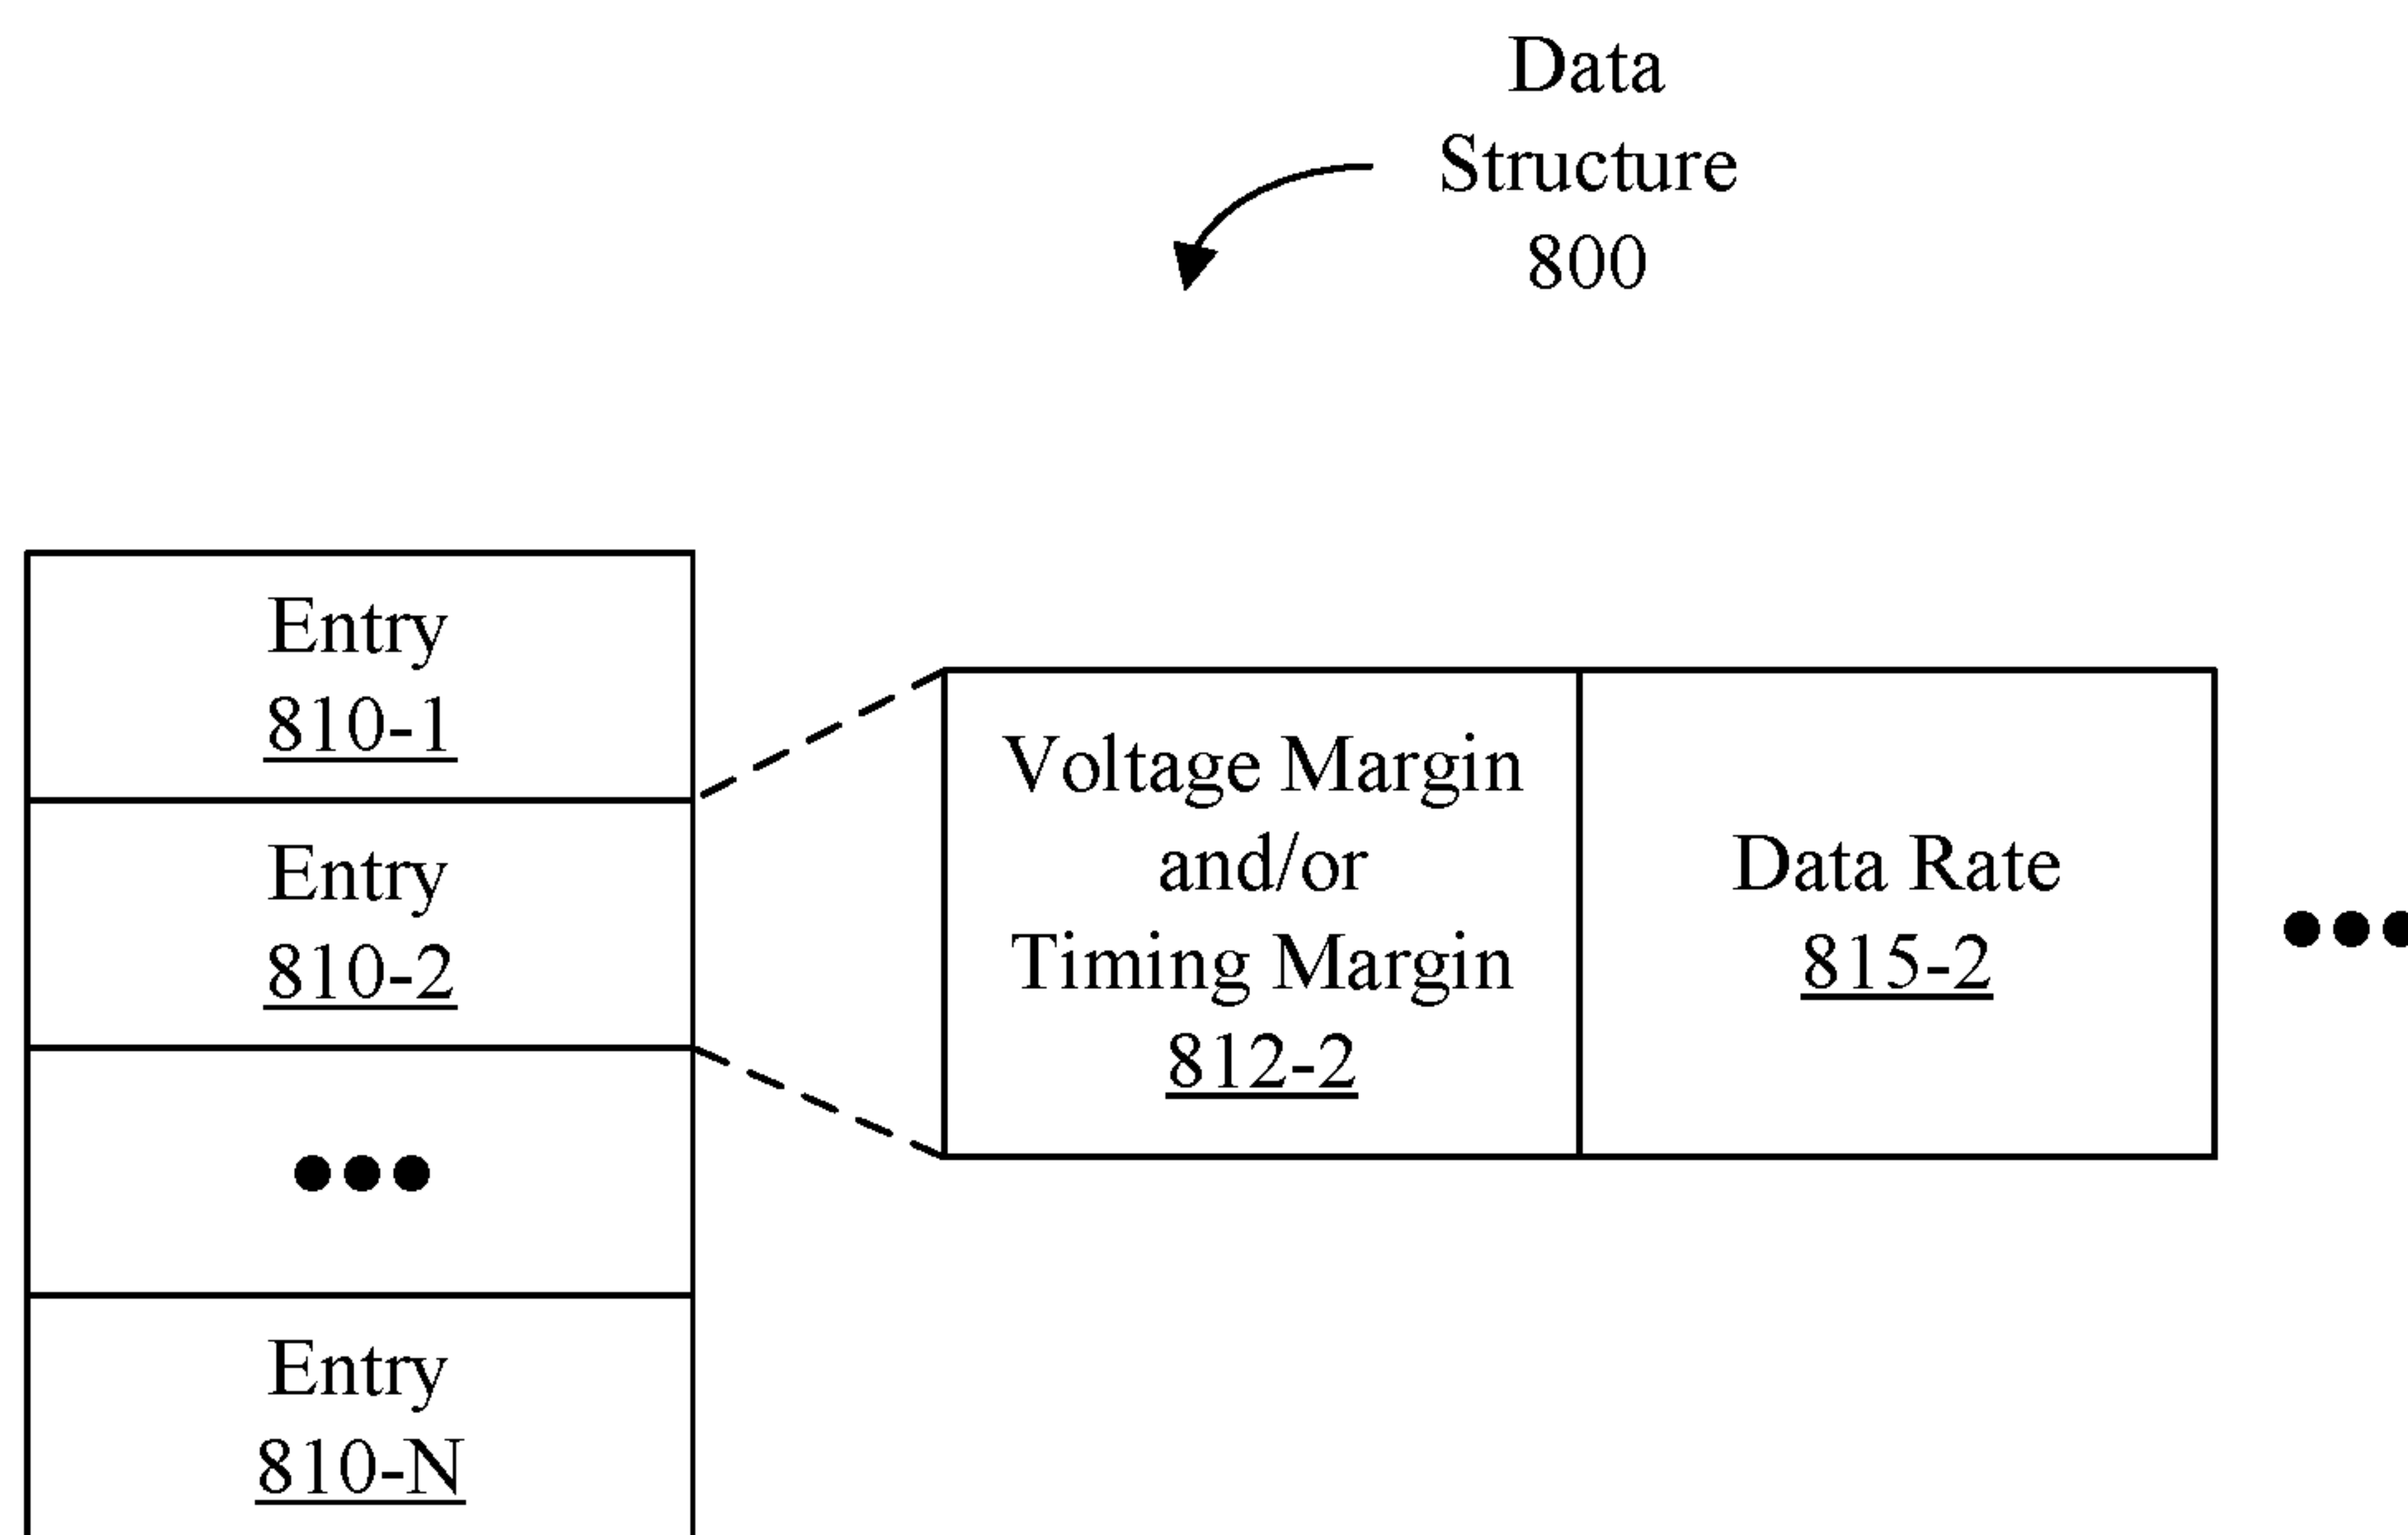 Data
Structure
800
Entry
810-1
Entry
810-2
•••
Entry
810-N
Voltage Margin
and/or
Timing Margin
812-2
Data Rate
815-2
•••